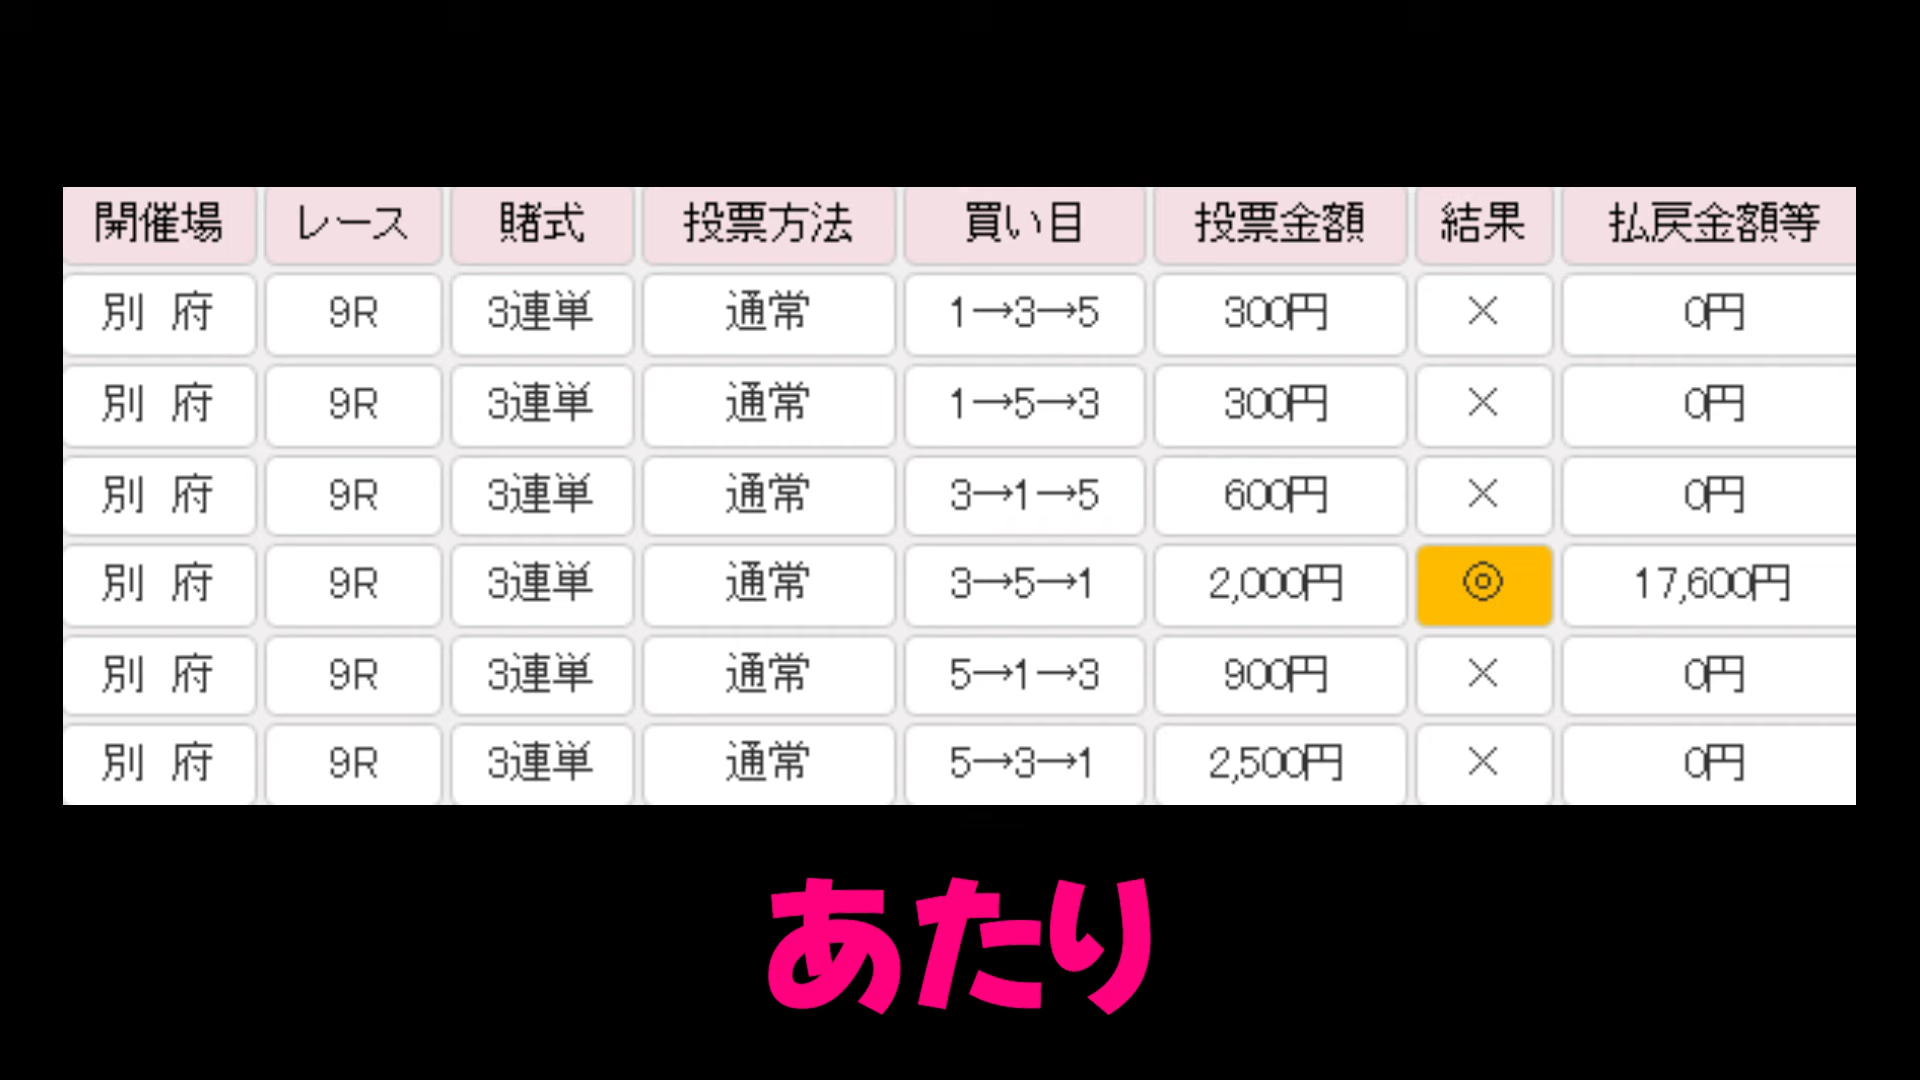 開催場 レース 賭式 投票方法 買い目 投票金額 結果 払戻金額等
別 府 9R 3連単 通常 1→3→5 300円 × 0円
別 府 9R 3連単 通常 1→5→3 300円 × 0円
別 府 9R 3連単 通常 3→1→5 600円 × 0円
別 府 9R 3連単 通常 3→5→1 2,000円 ◎ 17,600円
別 府 9R 3連単 通常 5→1→3 900円 × 0円
別 府 9R 3連単 通常 5→3→1 2,500円 × 0円
あたり